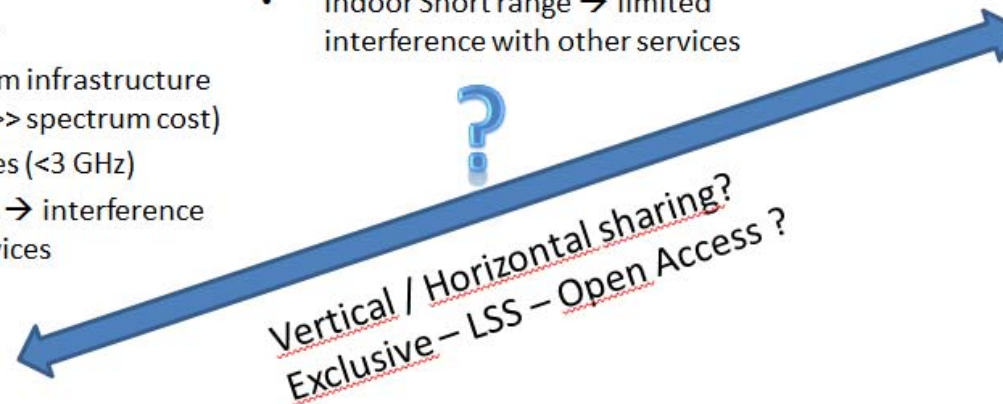 Indoor Short range → limited
interference with other services
m infrastructure
>> spectrum cost)
es (<3 GHz)
→ interference
vices
?
Vertical / Horizontal sharing?
Exclusive – LSS – Open Access ?